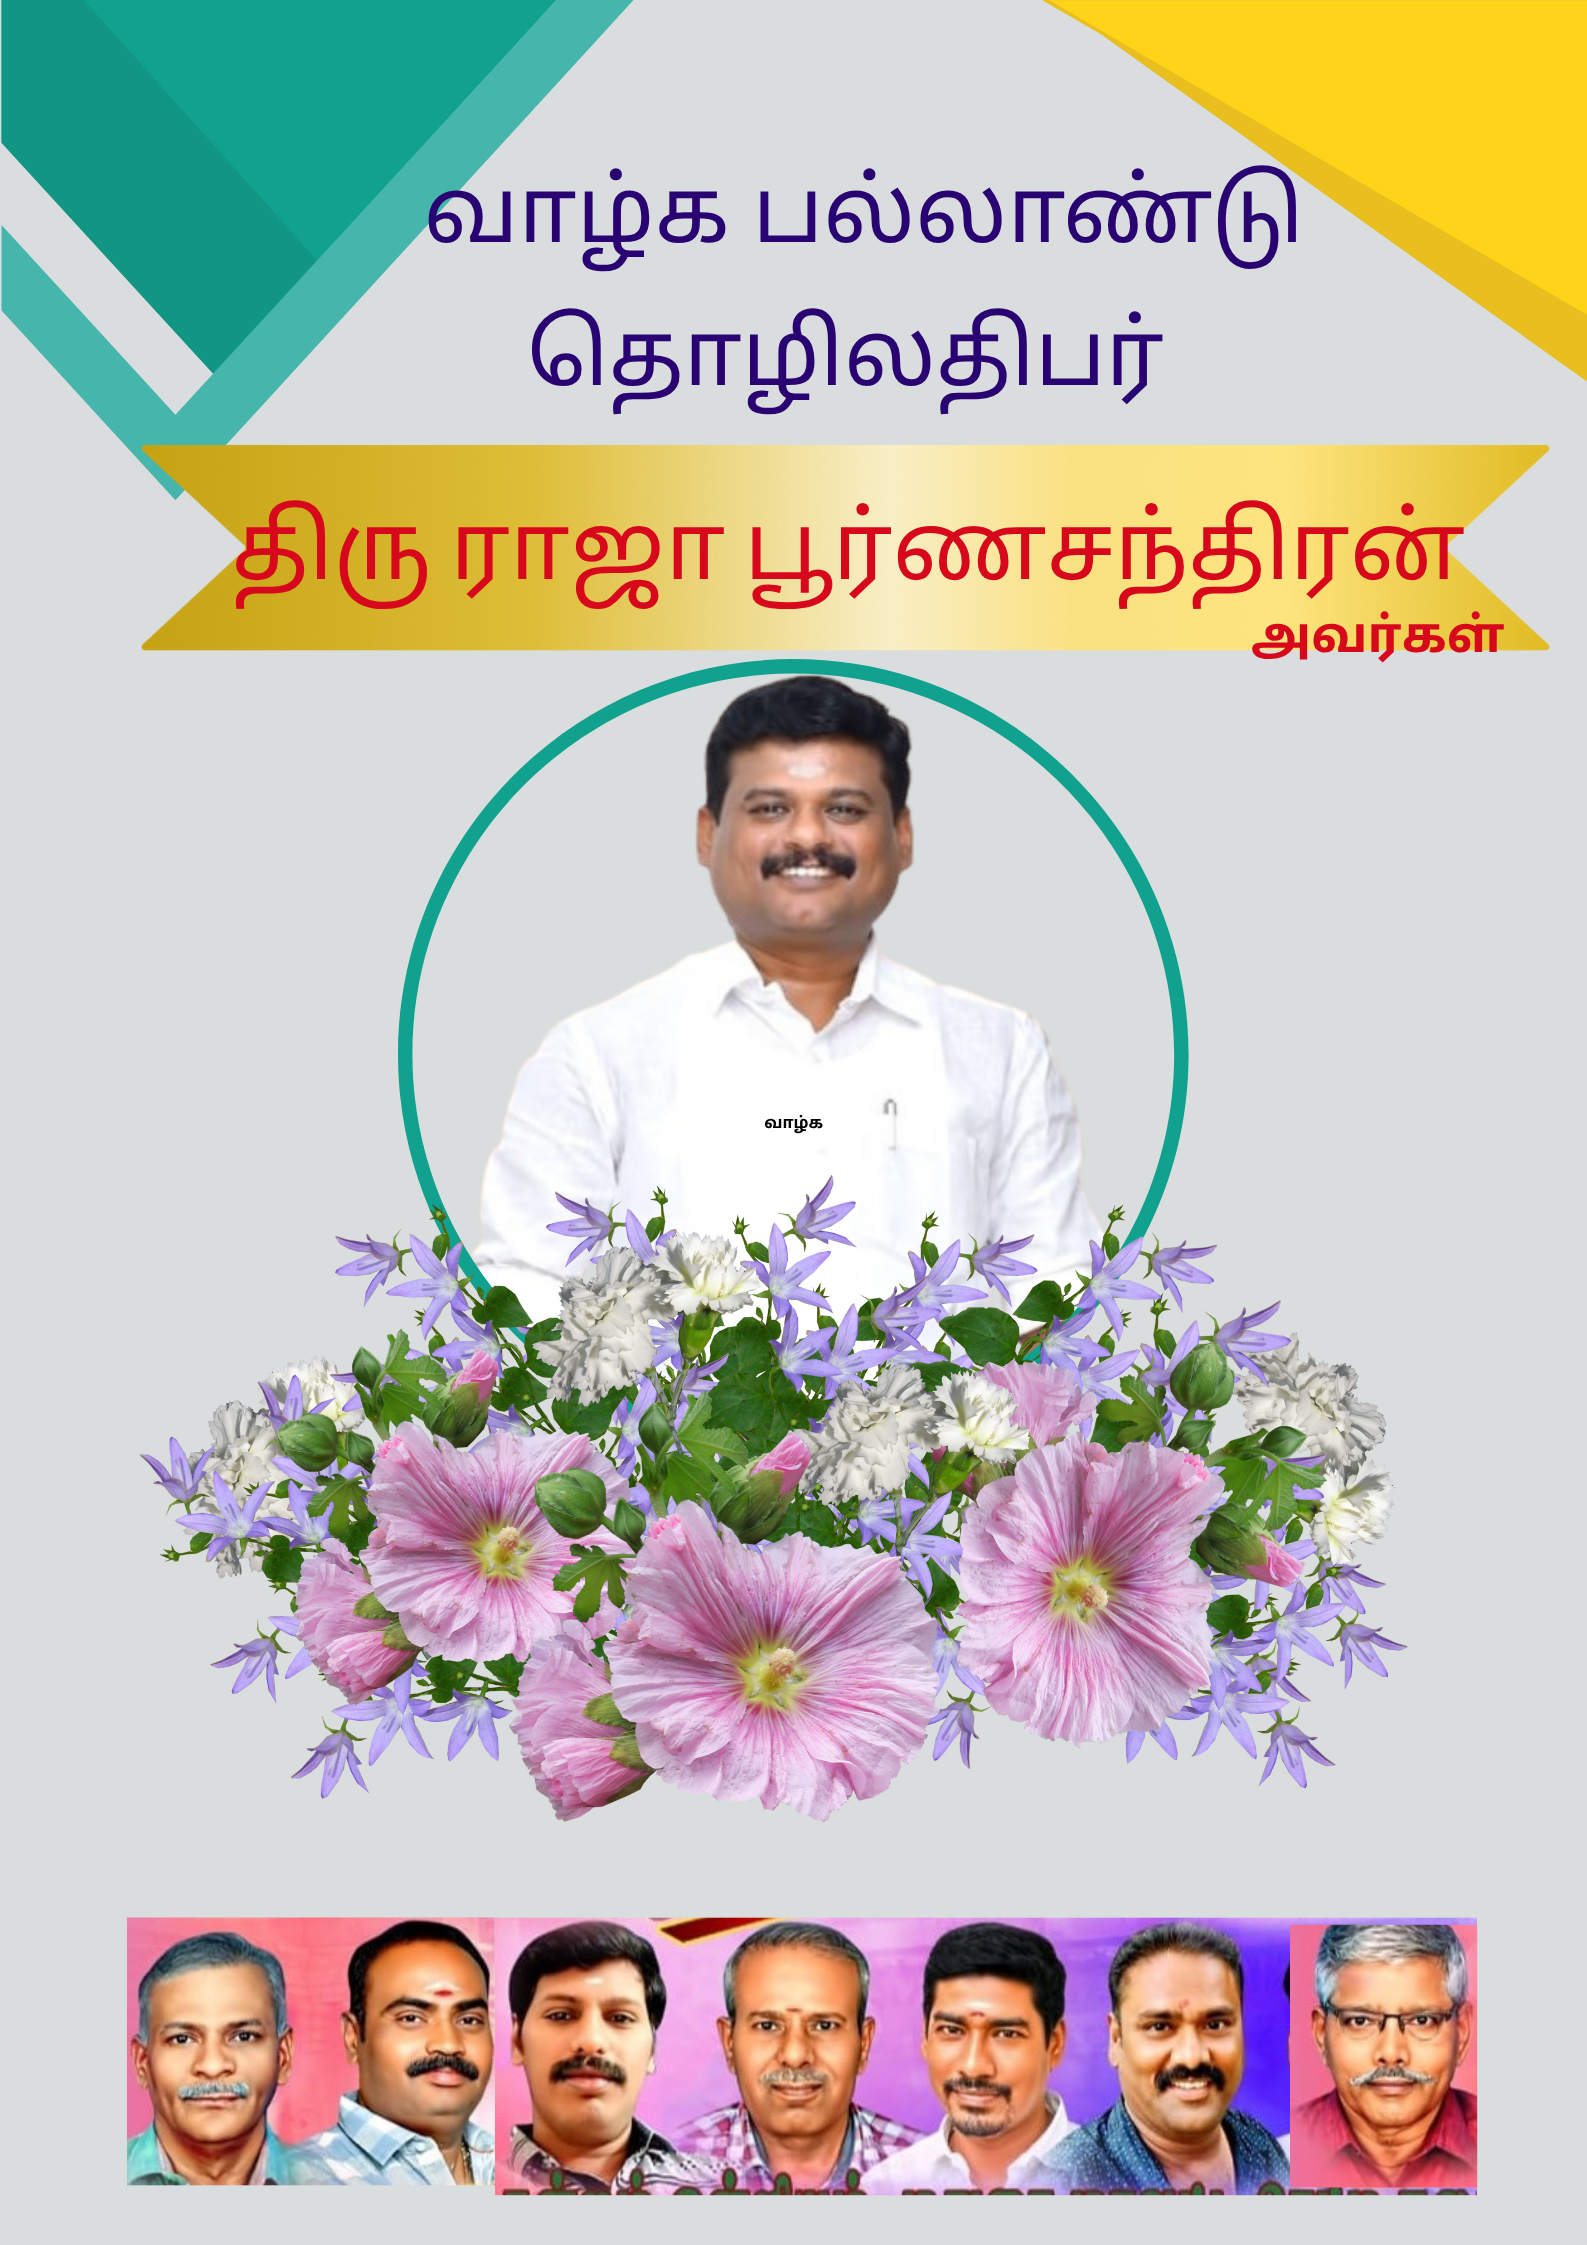 வாழ்க பல்லாண்டு
தொழிலதிபர்
திரு ராஜா பூர்ணசந்திரன்
அவர்கள்
வாழ்க